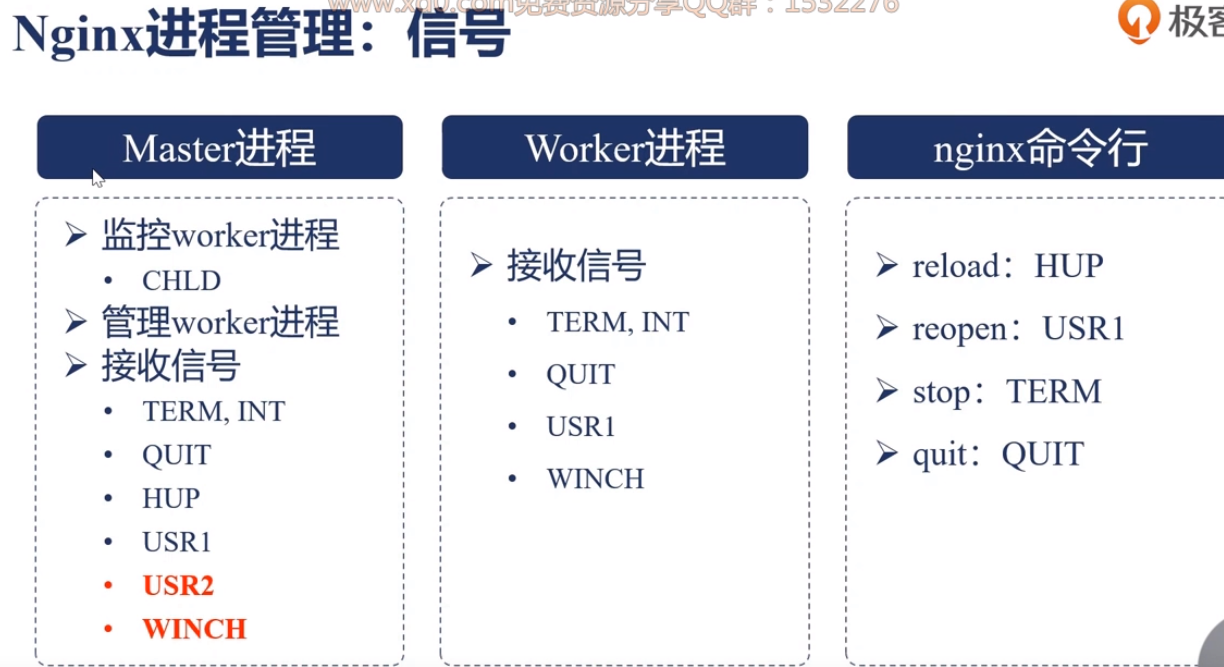 www.xqlv.com免费资源分享QQ群：1552276
Nginx进程管理：信号
极客
Master进程
监控worker进程
CHLD
管理worker进程
接收信号
TERM, INT
QUIT
HUP
USR1
USR2
WINCH
Worker进程
接收信号
TERM, INT
QUIT
USR1
WINCH
nginx命令行
reload：HUP
reopen：USR1
stop：TERM
quit：QUIT